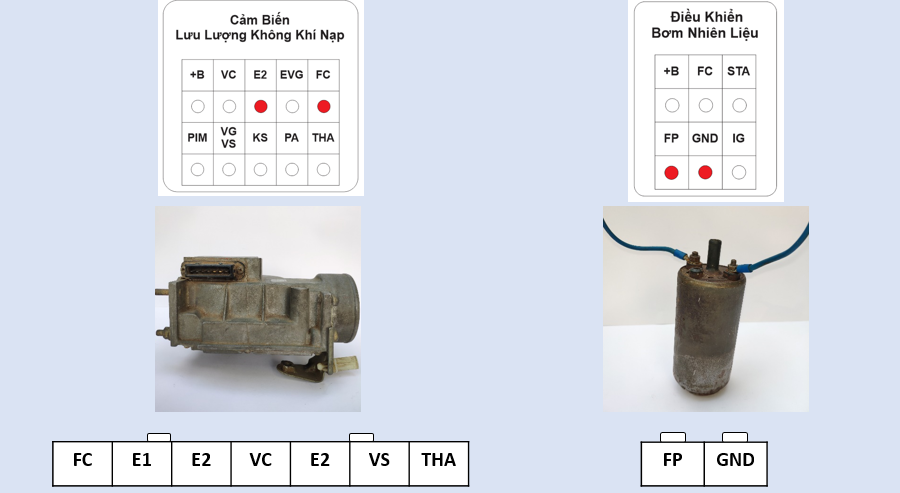 Cảm Biến
Lưu Lượng Không Khí Nạp
+B VC E2 EVG FC
PIM VG VS KS PA THA
Điều Khiển
Bơm Nhiên Liệu
+B FC STA
FP GND IG
FC E1 E2 VC E2 VS THA
FP GND